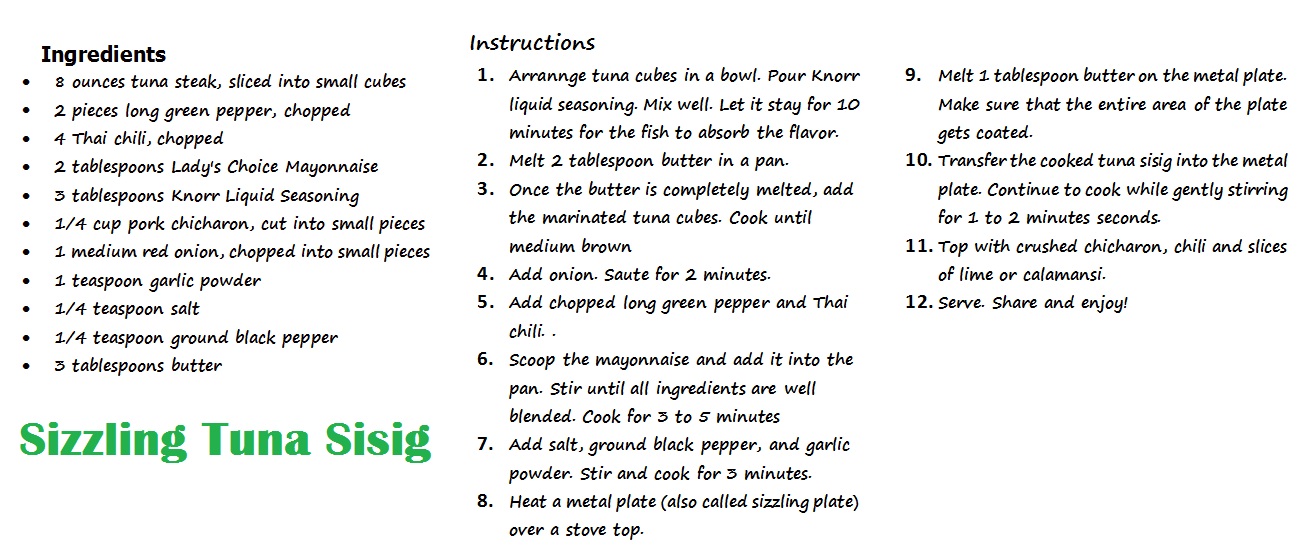 Ingredients
• 8 ounces tuna steak, sliced into small cubes
• 2 pieces long green pepper, chopped
• 4 Thai chili, chopped
• 2 tablespoons Lady's Choice Mayonnaise
• 3 tablespoons Knorr Liquid Seasoning
• 1/4 cup pork chicharon, cut into small pieces
• 1 medium red onion, chopped into small pieces
• 1 teaspoon garlic powder
• 1/4 teaspoon salt
• 1/4 teaspoon ground black pepper
• 3 tablespoons butter
Sizzling Tuna Sisig
Instructions
1. Arrannge tuna cubes in a bowl. Pour Knorr
liquid seasoning. Mix well. Let it stay for 10
minutes for the fish to absorb the flavor.
2. Melt 2 tablespoon butter in a pan.
3. Once the butter is completely melted, add
the marinated tuna cubes. Cook until
medium brown
4. Add onion. Saute for 2 minutes.
5. Add chopped long green pepper and Thai
chili. .
6. Scoop the mayonnaise and add it into the
pan. Stir until all ingredients are well
blended. Cook for 3 to 5 minutes
7. Add salt, ground black pepper, and garlic
powder. Stir and cook for 3 minutes.
8. Heat a metal plate (also called sizzling plate)
over a stove top.
9. Melt 1 tablespoon butter on the metal plate.
Make sure that the entire area of the plate
gets coated.
10. Transfer the cooked tuna sisig into the metal
plate. Continue to cook while gently stirring
for 1 to 2 minutes seconds.
11. Top with crushed chicharon, chili and slices
of lime or calamansi.
12. Serve. Share and enjoy!